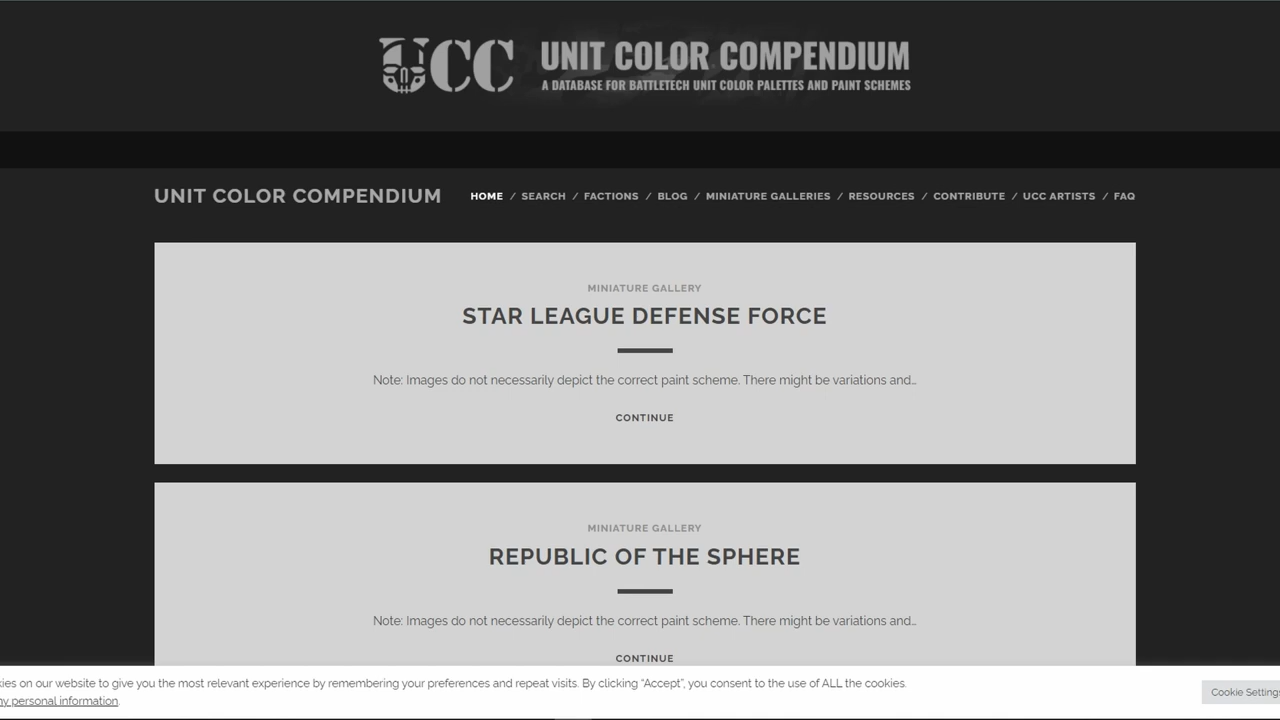 UCC UNIT COLOR COMPENDIUM
A DATABASE FOR BATTLETECH UNIT COLOR PALETTES AND PAINT SCHEMES
UNIT COLOR COMPENDIUM
HOME / SEARCH / FACTIONS / BLOG / MINIATURE GALLERIES / RESOURCES / CONTRIBUTE / UCC ARTISTS / FAQ
MINIATURE GALLERY
STAR LEAGUE DEFENSE FORCE
Note: Images do not necessarily depict the correct paint scheme. There might be variations and…
CONTINUE
MINIATURE GALLERY
REPUBLIC OF THE SPHERE
Note: Images do not necessarily depict the correct paint scheme. There might be variations and…
CONTINUE
on our website to give you the most relevant experience by remembering your preferences and repeat visits. By clicking “Accept”, you consent to the use of ALL the cookies.
personal information.
Cookie